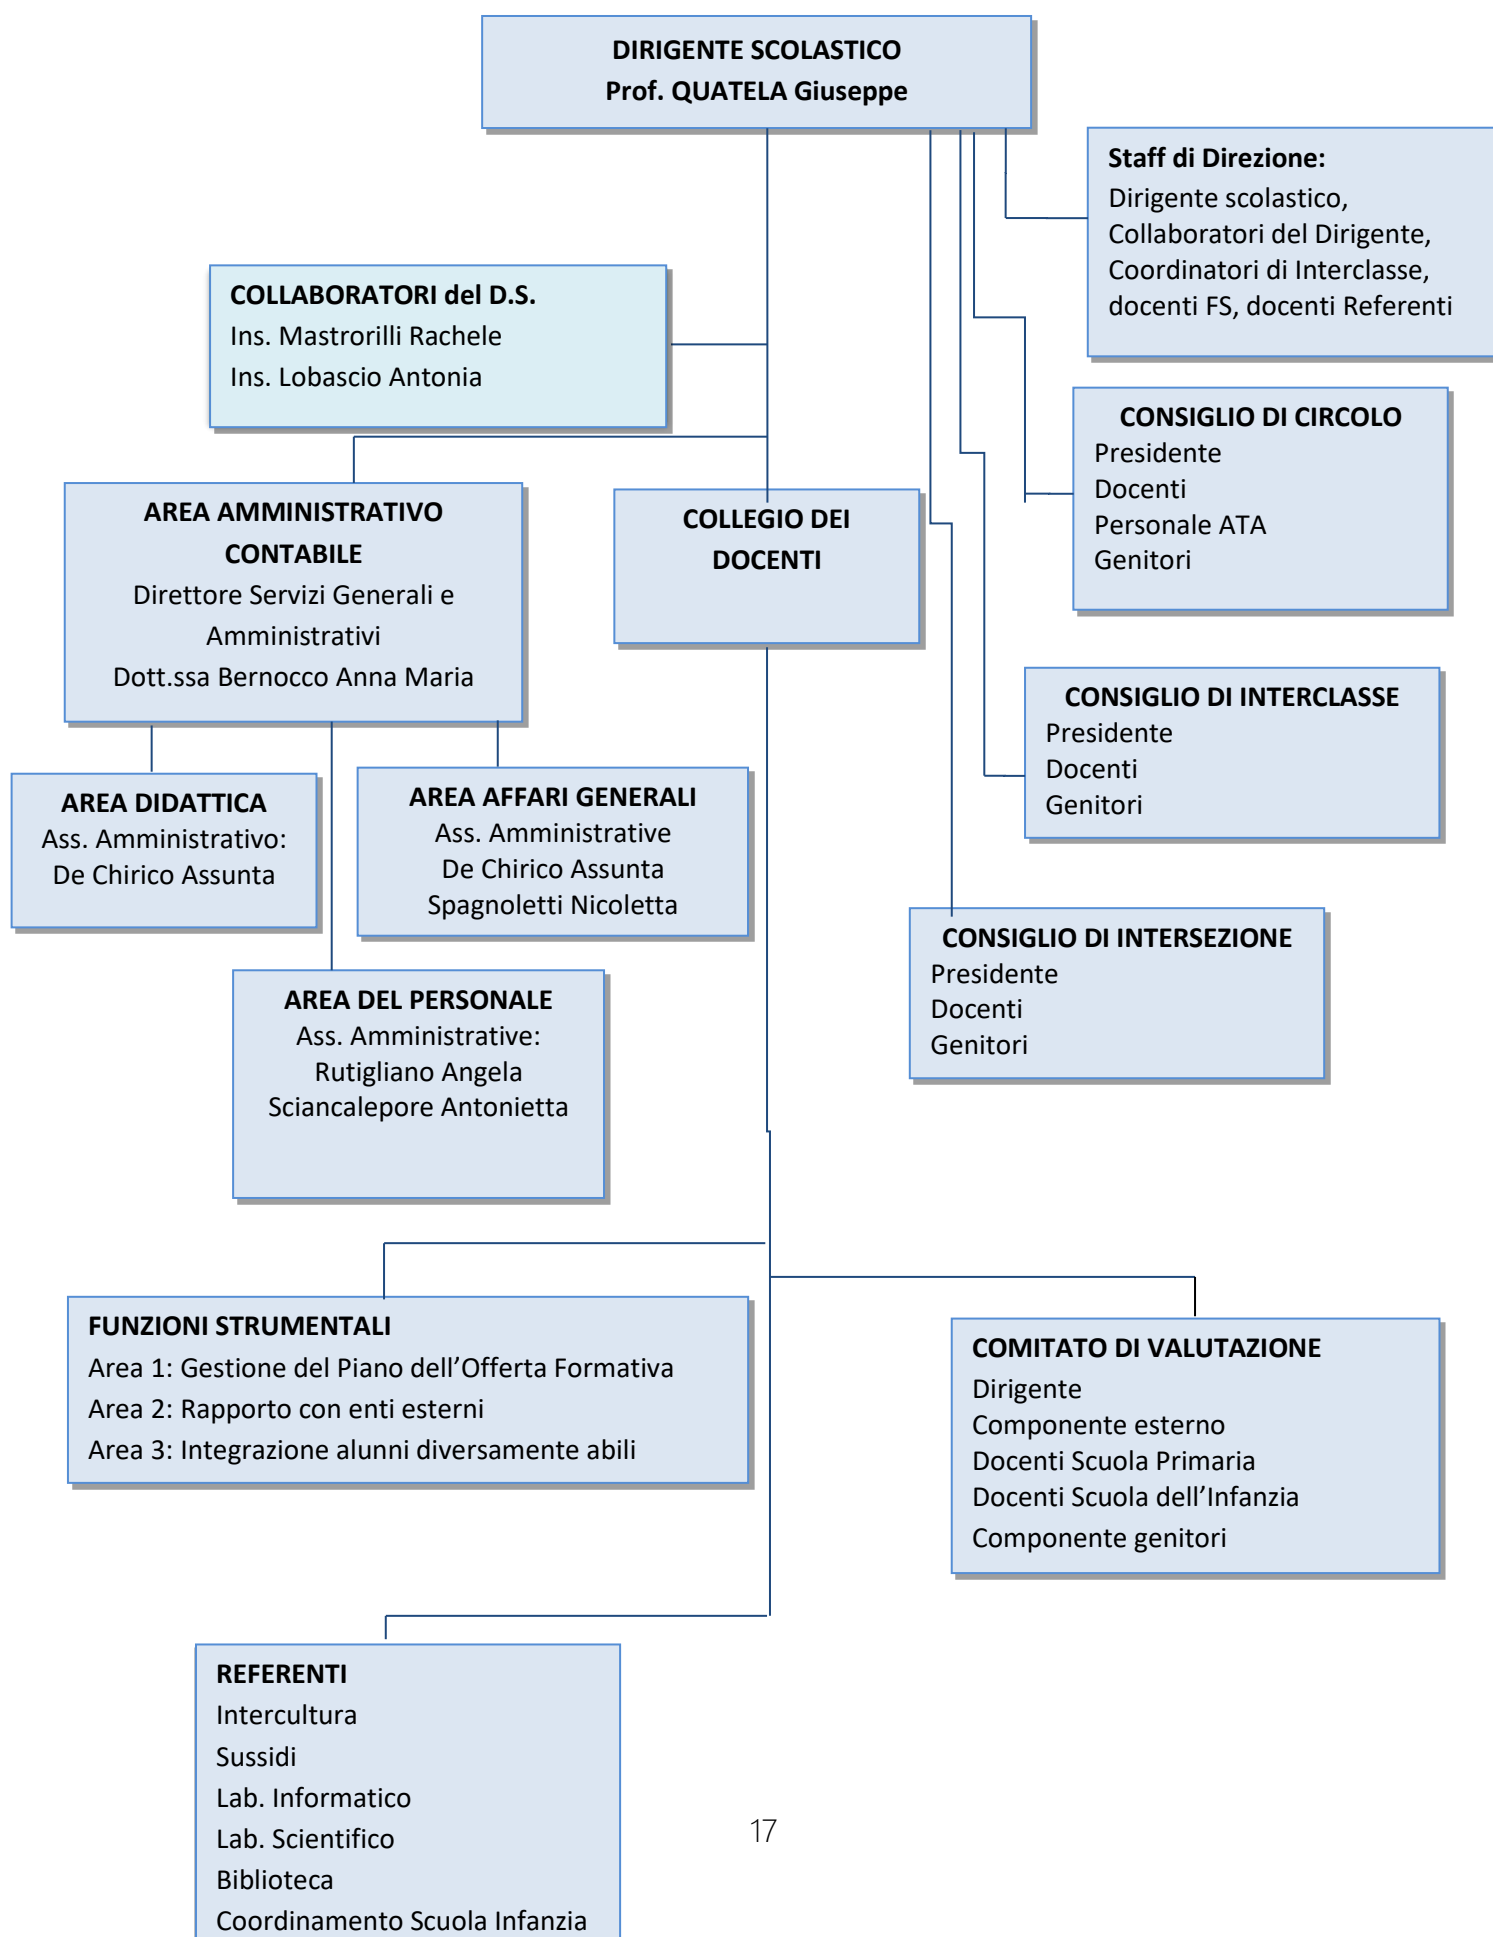 DIRIGENTE SCOLASTICO
Prof. QUATELA Giuseppe
Staff di Direzione:
Dirigente scolastico,
Collaboratori del Dirigente,
Coordinatori di Interclasse,
docenti FS, docenti Referenti
COLLABORATORI del D.S.
Ins. Mastrorilli Rachele
Ins. Lobascio Antonia
CONSIGLIO DI CIRCOLO
Presidente
Docenti
Personale ATA
Genitori
AREA AMMINISTRATIVO
CONTABILE
Direttore Servizi Generali e
Amministrativi
Dott.ssa Bernocco Anna Maria
COLLEGIO DEI
DOCENTI
CONSIGLIO DI INTERCLASSE
Presidente
Docenti
Genitori
AREA DIDATTICA
Ass. Amministrativo:
De Chirico Assunta
AREA AFFARI GENERALI
Ass. Amministrative
De Chirico Assunta
Spagnoletti Nicoletta
CONSIGLIO DI INTERSEZIONE
Presidente
Docenti
Genitori
AREA DEL PERSONALE
Ass. Amministrative:
Rutigliano Angela
Sciancalepore Antonietta
FUNZIONI STRUMENTALI
Area 1: Gestione del Piano dell’Offerta Formativa
Area 2: Rapporto con enti esterni
Area 3: Integrazione alunni diversamente abili
COMITATO DI VALUTAZIONE
Dirigente
Componente esterno
Docenti Scuola Primaria
Docenti Scuola dell’Infanzia
Componente genitori
REFERENTI
Intercultura
Sussidi
Lab. Informatico
Lab. Scientifico
Biblioteca
Coordinamento Scuola Infanzia
17